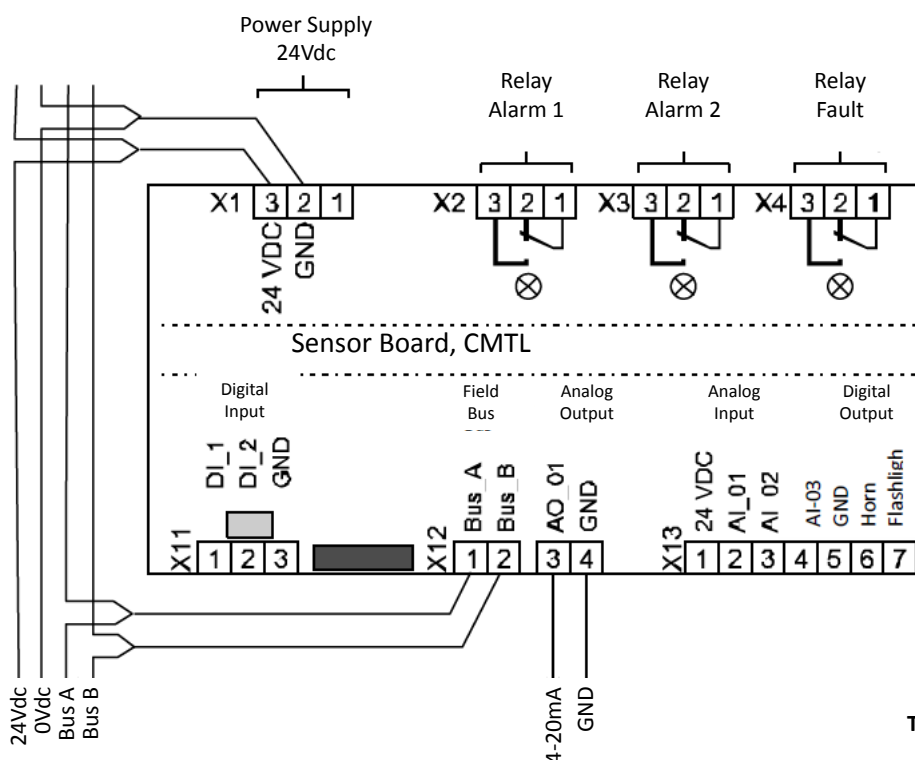 Power Supply
24Vdc
Relay
Alarm 1
Relay
Alarm 2
Relay
Fault
X1 3 2 1
X2 3 2 1
X3 3 2 1
X4 3 2 1
24 VDC
GND
Sensor Board, CMTL
Digital
Input
Field
Bus
Analog
Output
Analog
Input
Digital
Output
DI_1
DI_2
GND
Bus_A
Bus_B
AO_01
GND
24 VDC
AI_01
AI_02
AI-03
GND
Horn
Flashligh
X11 1 2 3
X12 1 2 3 4
X13 1 2 3 4 5 6 7
24Vdc
0Vdc
Bus A
Bus B
4-20mA
GND
T